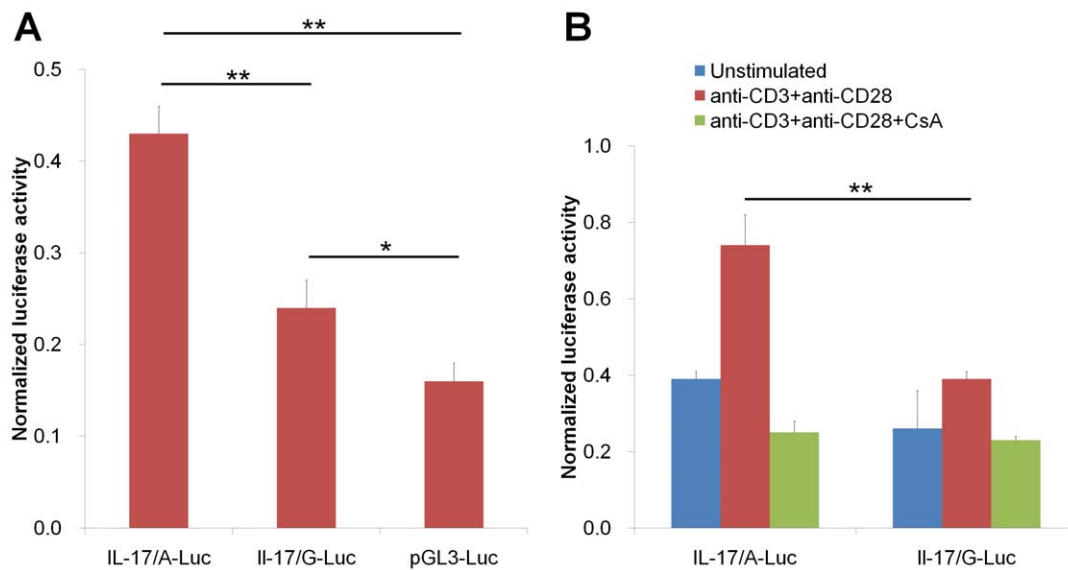 A
**
**
*
Normalized luciferase activity
0.5
0.4
0.3
0.2
0.1
0.0
IL-17/A-Luc Il-17/G-Luc pGL3-Luc
B
Unstimulated
anti-CD3+anti-CD28
anti-CD3+anti-CD28+CsA
**
Normalized luciferase activity
1.0
0.8
0.6
0.4
0.2
0.0
IL-17/A-Luc Il-17/G-Luc